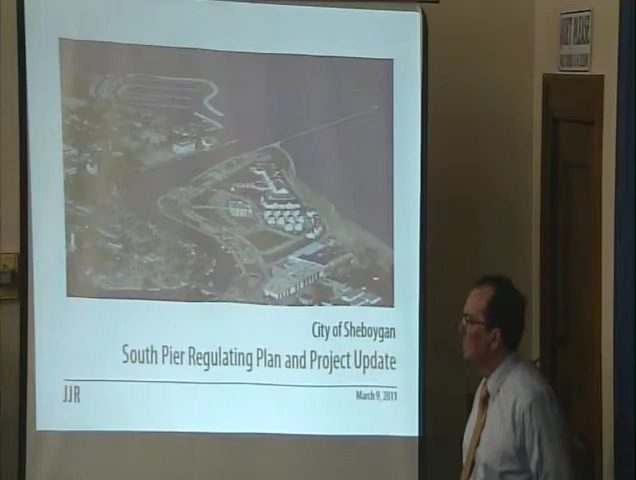 City of Sheboygan
South Pier Regulating Plan and Project Update
JJR
March 9, 2011